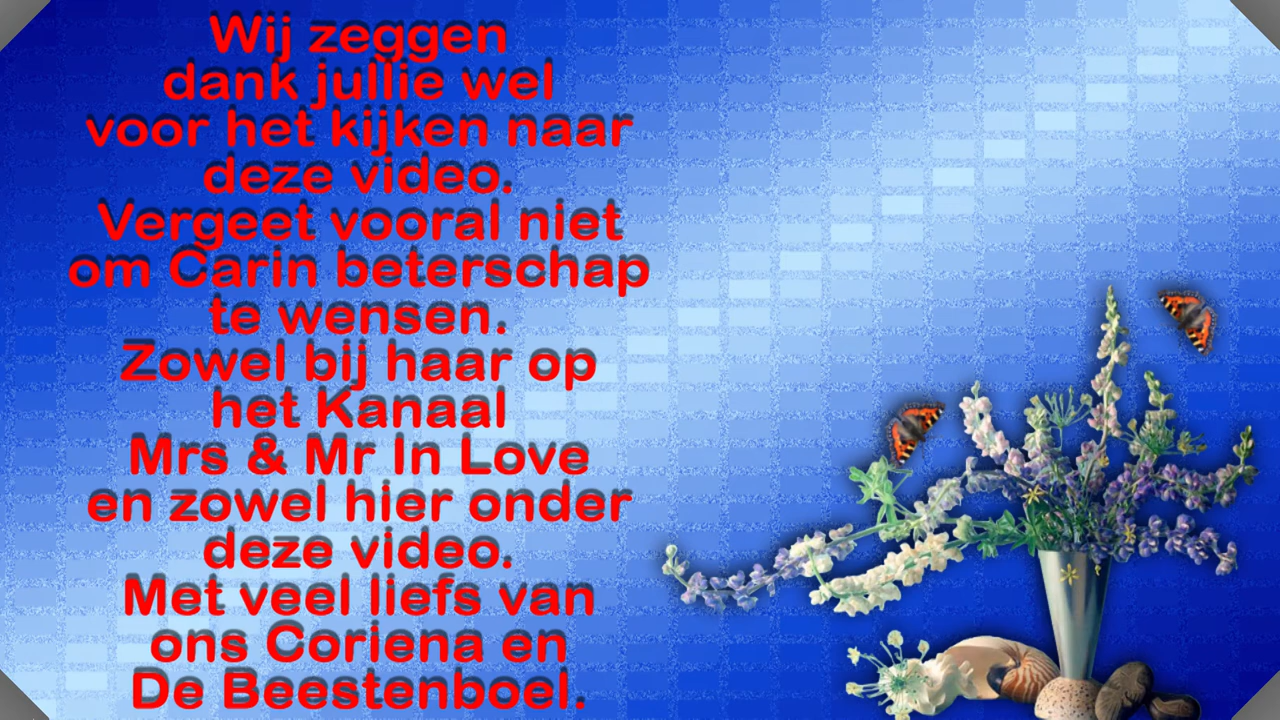 Wij zeggen
dank jullie wel
voor het kijken naar
deze video.
Vergeet vooral niet
om Carin beterschap
te wensen.
Zowel bij haar op
het Kanaal
Mrs & Mr In Love
en zowel hier onder
deze video.
Met veel liefs van
ons Coriena en
De Beestenboel.